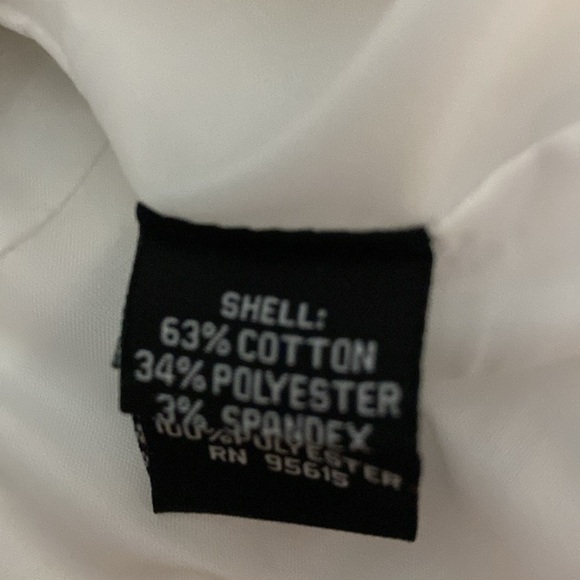 SHELL:
63% COTTON
34% POLYESTER
3% SPANDEX
100% POLYESTER
RN 95615